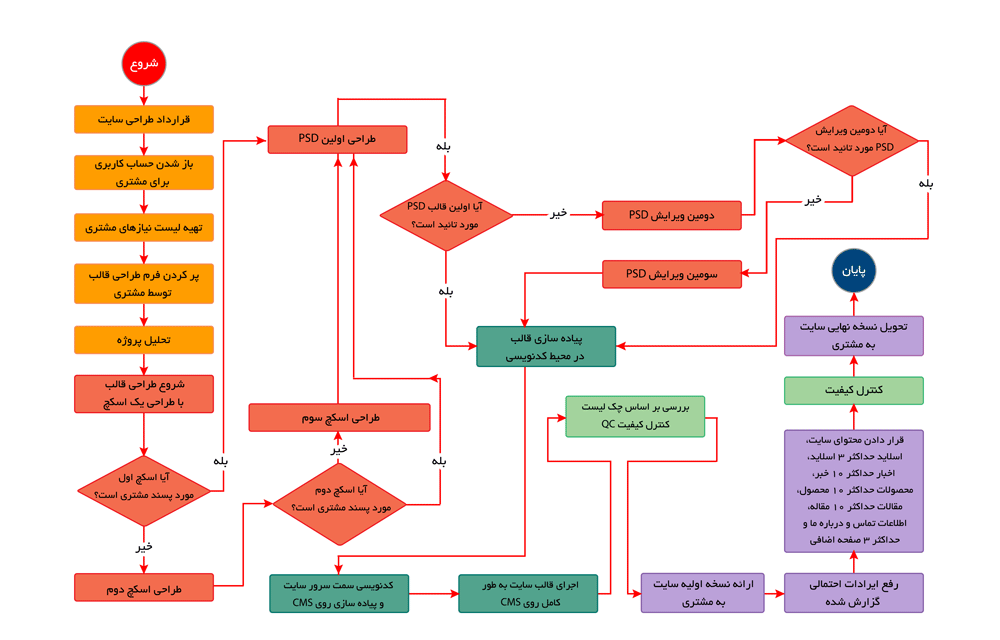 شروع
قرارداد طراحی سایت
باز شدن حساب کاربری
برای مشتری
تهیه لیست نیازهای مشتری
پر کردن فرم طراحی قالب
توسط مشتری
تحلیل پروژه
شروع طراحی قالب
با طراحی یک اسکچ
آیا اسکچ اول
مورد پسند مشتری است؟
بله
خیر
طراحی اسکچ دوم
آیا اسکچ دوم
مورد پسند مشتری است؟
بله
خیر
طراحی اسکچ سوم
طراحی اولین PSD
بله
آیا اولین قالب PSD
مورد تائید است؟
خیر
بله
دومین ویرایش PSD
آیا دومین ویرایش
PSD مورد تائید است؟
بله
خیر
سومین ویرایش PSD
پیاده سازی قالب
در محیط کدنویسی
کدنویسی سمت سرور سایت
و پیاده سازی روی CMS
اجرای قالب سایت به طور
کامل روی CMS
بررسی بر اساس چک لیست
کنترل کیفیت QC
ارائه نسخه اولیه سایت
به مشتری
رفع ایرادات احتمالی
گزارش شده
قرار دادن محتوای سایت،
اسلاید حداکثر ۳ اسلاید،
اخبار حداکثر ۱۰ خبر،
محصولات حداکثر ۱۰ محصول،
مقالات حداکثر ۱۰ مقاله،
اطلاعات تماس و درباره ما و
حداکثر ۳ صفحه اضافی
کنترل کیفیت
تحویل نسخه نهایی سایت
به مشتری
پایان